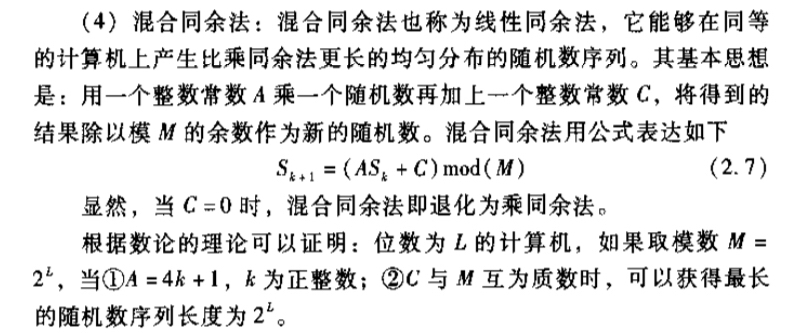 (4) 混合同余法：混合同余法也称为线性同余法，它能够在同等
的计算机上产生比乘同余法更长的均匀分布的随机数序列。其基本思想
是：用一个整数常数 A 乘一个随机数再加上一个整数常数 C，将得到的
结果除以模 M 的余数作为新的随机数。混合同余法用公式表达如下
Sₖ₊₁ = (ASₖ + C) mod(M) (2.7)
显然，当 C = 0 时，混合同余法即退化为乘同余法。
根据数论的理论可以证明：位数为 L 的计算机，如果取模数 M =
2ᴸ，当①A = 4k + 1，k 为正整数；②C 与 M 互为质数时，可以获得最长
的随机数序列长度为 2ᴸ。